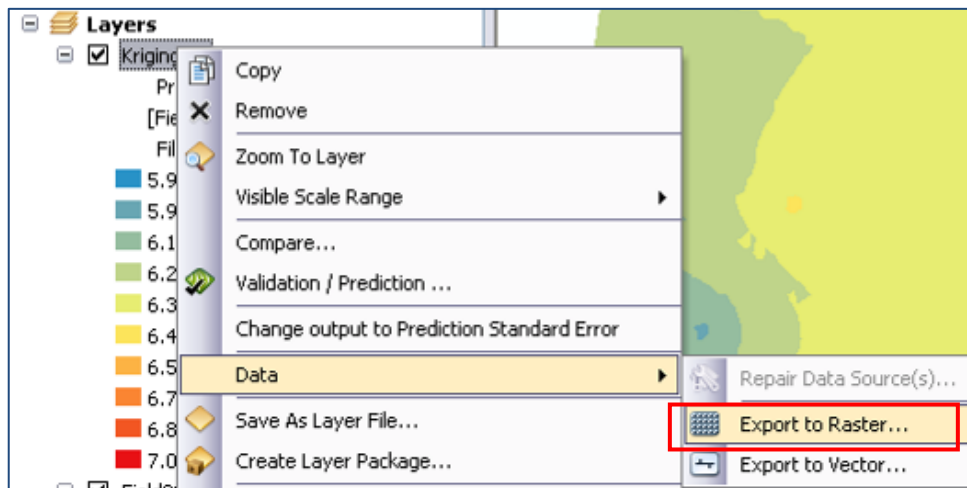 Layers
Kriging
Pr
[Fie
Fil
5.9
5.9
6.1
6.2
6.3
6.4
6.5
6.7
6.8
7.0
Copy
Remove
Zoom To Layer
Visible Scale Range
Compare...
Validation / Prediction ...
Change output to Prediction Standard Error
Data
Save As Layer File...
Create Layer Package...
Repair Data Source(s)...
Export to Raster...
Export to Vector...